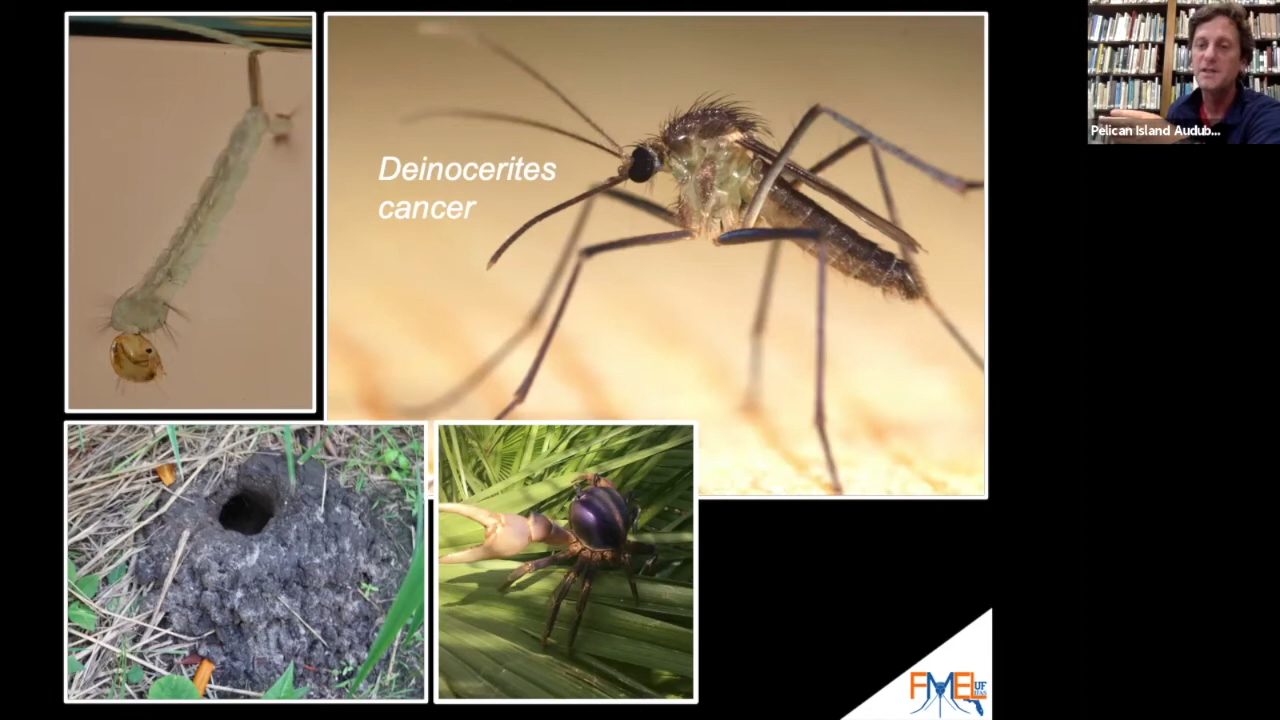 Deinocerites
cancer
Pelican Island Audub...
FMEL
UF